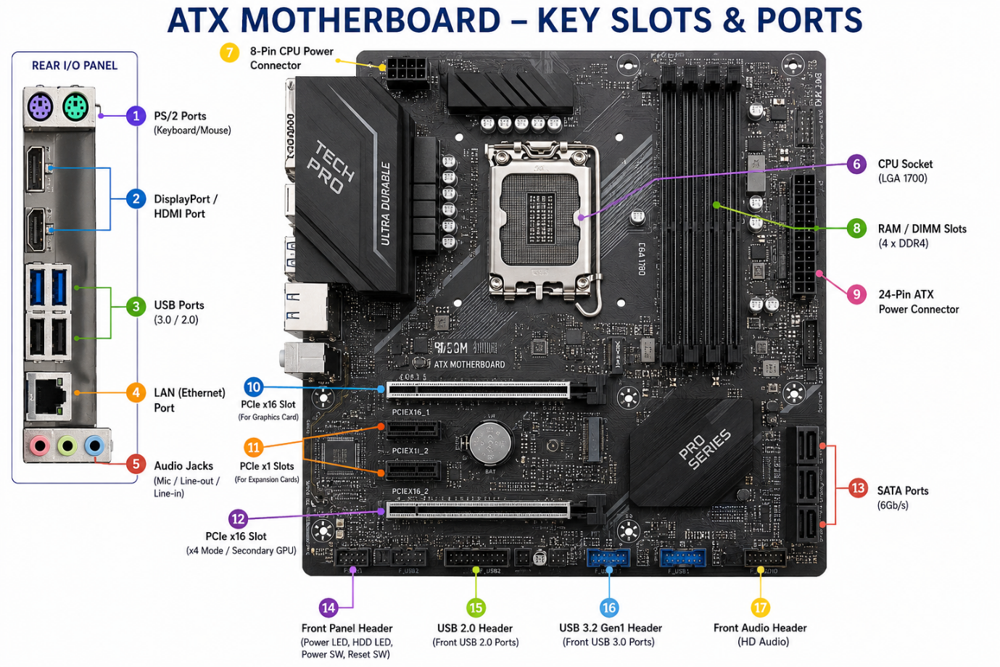 ATX MOTHERBOARD – KEY SLOTS & PORTS
REAR I/O PANEL
1
PS/2 Ports
(Keyboard/Mouse)
2
DisplayPort /
HDMI Port
3
USB Ports
(3.0 / 2.0)
4
LAN (Ethernet)
Port
5
Audio Jacks
(Mic / Line-out /
Line-in)
7
8-Pin CPU Power
Connector
TECH
PRO
ULTRA DURABLE
6
CPU Socket
(LGA 1700)
8
RAM / DIMM Slots
(4 x DDR4)
9
24-Pin ATX
Power Connector
ATX MOTHERBOARD
10
PCIe x16 Slot
(For Graphics Card)
PCIEX16_1
11
PCIe x1 Slots
(For Expansion Cards)
BAT
PCIEX16_2
12
PCIe x16 Slot
(x4 Mode / Secondary GPU)
PRO
SERIES
13
SATA Ports
(6Gb/s)
F_USB2
14
Front Panel Header
(Power LED, HDD LED,
Power SW, Reset SW)
15
USB 2.0 Header
(Front USB 2.0 Ports)
16
USB 3.2 Gen1 Header
(Front USB 3.0 Ports)
17
Front Audio Header
(HD Audio)